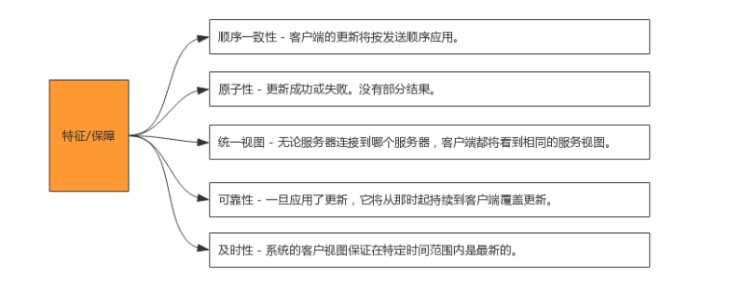 顺序一致性 - 客户端的更新将按发送顺序应用。
原子性 - 更新成功或失败。没有部分结果。
特征/保障
统一视图 - 无论服务器连接到哪个服务器，客户端都将看到相同的服务视图。
可靠性 - 一旦应用了更新，它将从那时起持续到客户端覆盖更新。
及时性 - 系统的客户视图保证在特定时间范围内是最新的。